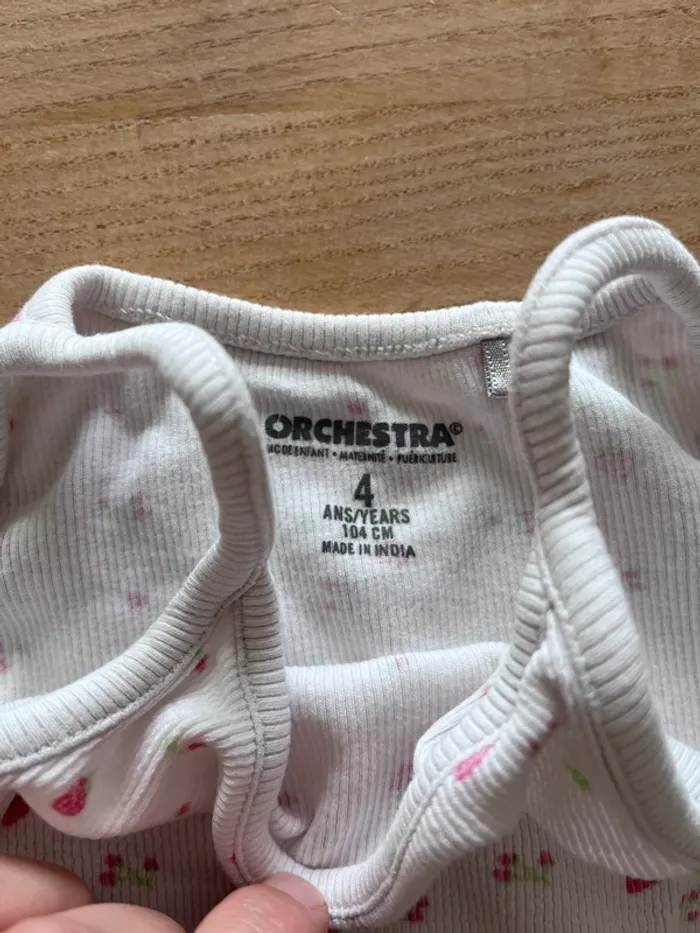 ORCHESTRA©
MODE ENFANT • MATERNITÉ • PUÉRICULTURE
4
ANS/YEARS
104 CM
MADE IN INDIA